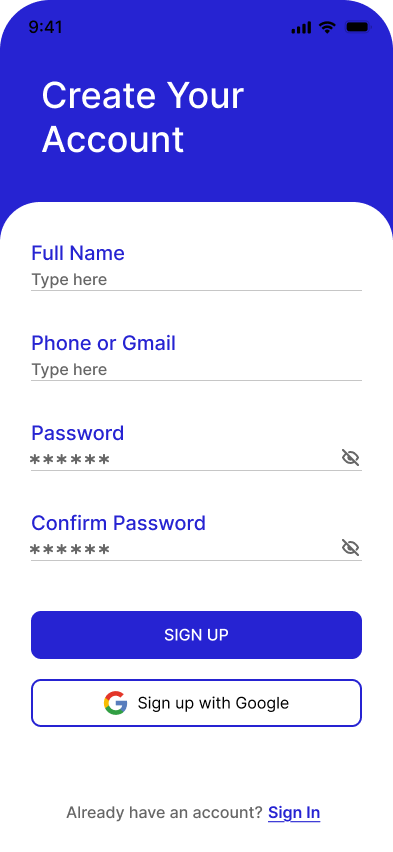 9:41
Create Your
Account
Full Name
Type here
Phone or Gmail
Type here
Password
******
Confirm Password
******
SIGN UP
Sign up with Google
Already have an account? Sign In